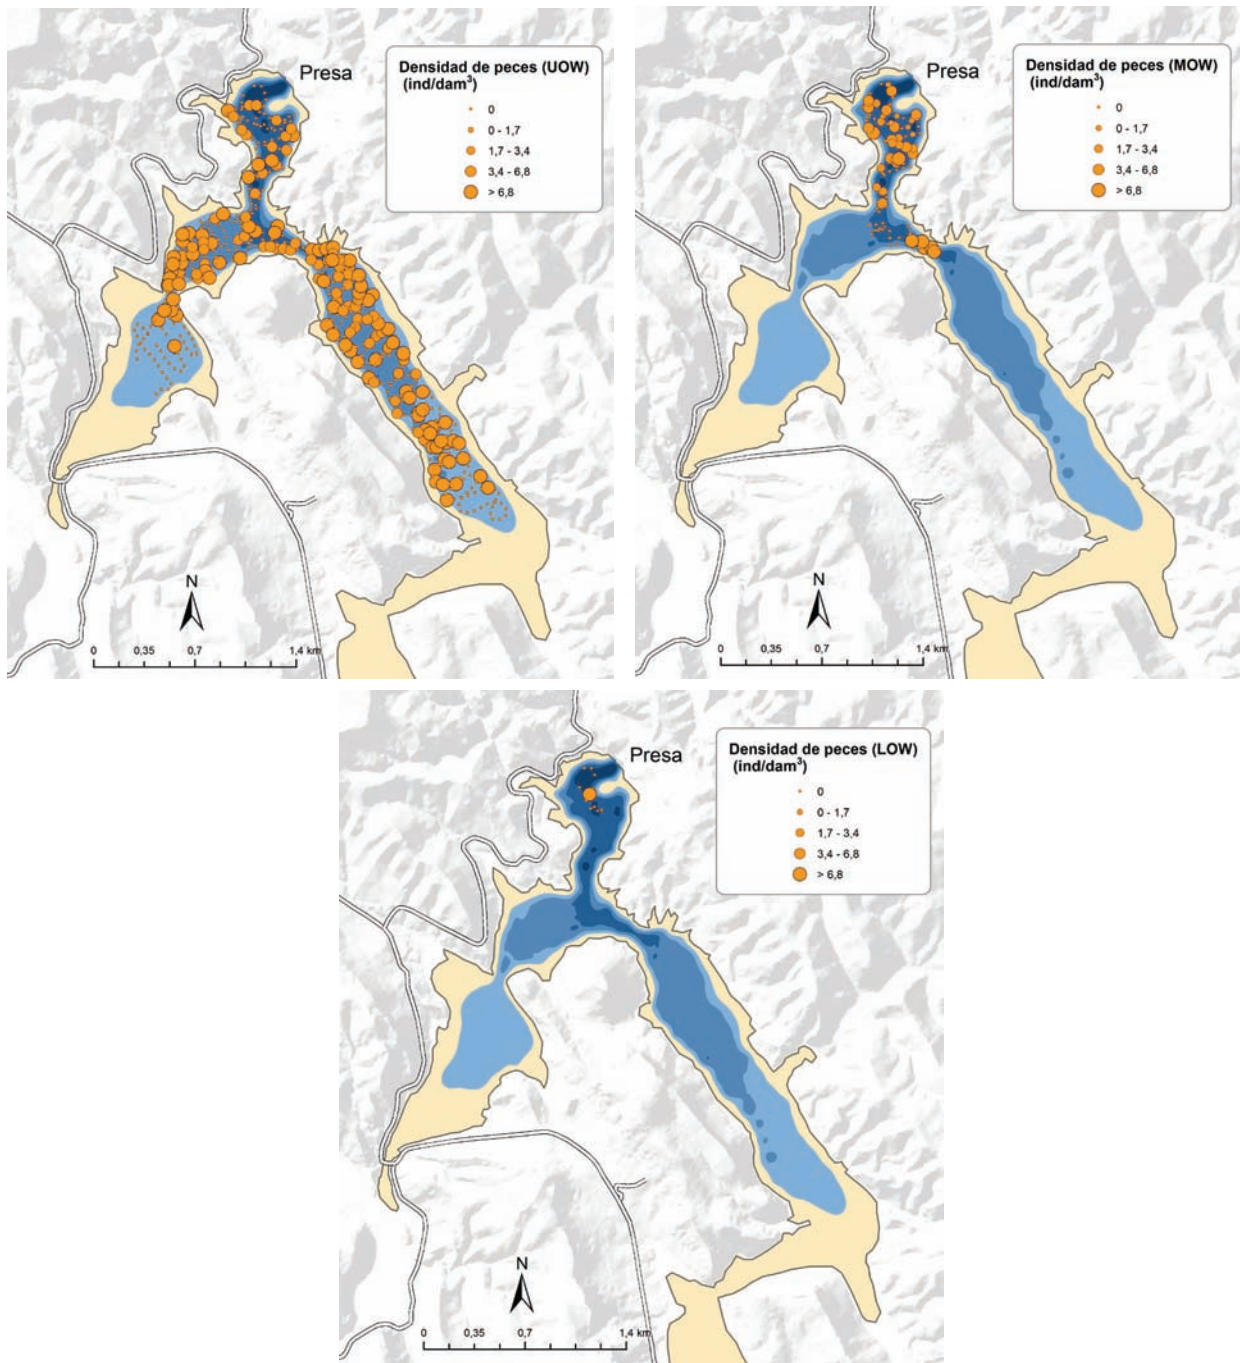 Presa
Densidad de peces (UOW)
(ind/dam³)
0
0 - 1,7
1,7 - 3,4
3,4 - 6,8
> 6,8
N
0 0,35 0,7 1,4 km
Presa
Densidad de peces (MOW)
(ind/dam³)
0
0 - 1,7
1,7 - 3,4
3,4 - 6,8
> 6,8
N
0 0,35 0,7 1,4 km
Presa
Densidad de peces (LOW)
(ind/dam³)
0
0 - 1,7
1,7 - 3,4
3,4 - 6,8
> 6,8
N
0 0,35 0,7 1,4 km